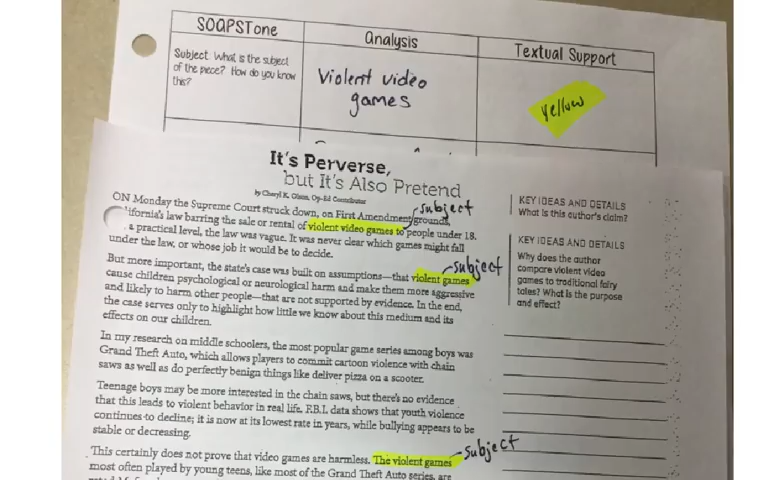 SOAPSTone
Analysis
Textual Support
Subject. What is the subject
of the piece? How do you know
this?
Violent video
games
yellow
It's Perverse,
but It's Also Pretend
by Cheryl K. Olson, Op-Ed Contributor
subject
ON Monday the Supreme Court struck down, on First Amendment grounds,
lifornia's law barring the sale or rental of violent video games to people under 18.
a practical level, the law was vague. It was never clear which games might fall
under the law, or whose job it would be to decide.
subject
But more important, the state's case was built on assumptions—that violent games
cause children psychological or neurological harm and make them more aggressive
and likely to harm other people—that are not supported by evidence. In the end,
the case serves only to highlight how little we know about this medium and its
effects on our children.
In my research on middle schoolers, the most popular game series among boys was
Grand Theft Auto, which allows players to commit cartoon violence with chain
saws as well as do perfectly benign things like deliver pizza on a scooter.
Teenage boys may be more interested in the chain saws, but there's no evidence
that this leads to violent behavior in real life. F.B.I. data shows that youth violence
continues to decline; it is now at its lowest rate in years, while bullying appears to be
stable or decreasing.
This certainly does not prove that video games are harmless. The violent games
subject
most often played by young teens, like most of the Grand Theft Auto series, are
KEY IDEAS AND DETAILS
What is this author's claim?
KEY IDEAS AND DETAILS
Why does the author
compare violent video
games to traditional fairy
tales? What is the purpose
and effect?